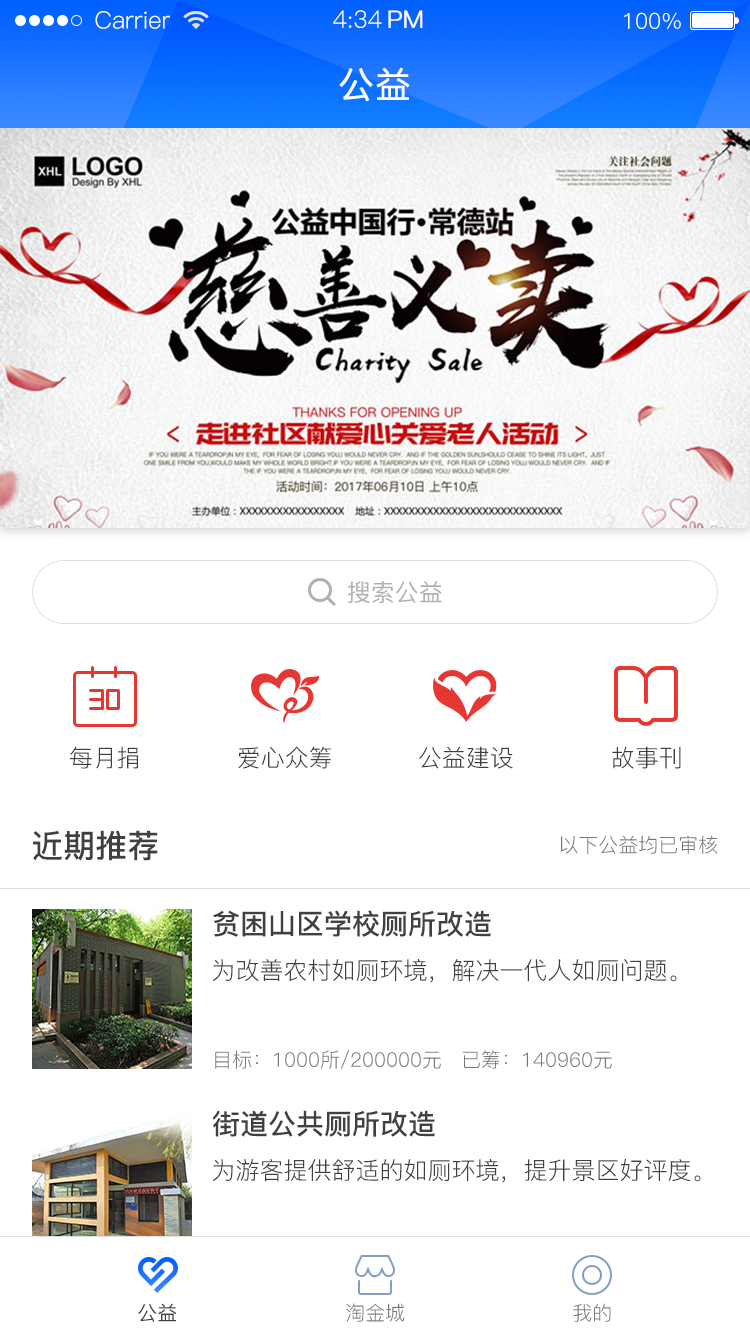 Carrier 4:34 PM 100%
公益
XHL LOGO
Design By XHL
关注社会问题
公益中国行·常德站
慈善义卖
Charity Sale
THANKS FOR OPENING UP
< 走进社区献爱心关爱老人活动 >
IF YOU WERE A TEARDROP;IN MY EYE, FOR FEAR OF LOSING YOU,I WOULD NEVER CRY. AND IF THE GOLDEN SUN,SHOULD CEASE TO SHINE ITS LIGHT, JUST
ONE SMILE FROM YOU,WOULD MAKE MY WHOLE WORLD BRIGHT.IF YOU WERE A TEARDROP;IN MY EYE, FOR FEAR OF LOSING YOU,I WOULD NEVER CRY. AND IF
THE IF YOU WERE A TEARDROP;IN MY EYE, FOR FEAR OF LOSING YOU,I WOULD NEVER CRY.
活动时间：2017年06月10日 上午10点
主办单位：XXXXXXXXXXXXXXXXX 地址：XXXXXXXXXXXXXXXXXXXXXXXXXXXXX
搜索公益
30
每月捐 爱心众筹 公益建设 故事刊
近期推荐 以下公益均已审核
贫困山区学校厕所改造
为改善农村如厕环境，解决一代人如厕问题。
目标：1000所/200000元 已筹：140960元
街道公共厕所改造
为游客提供舒适的如厕环境，提升景区好评度。
公益 淘金城 我的